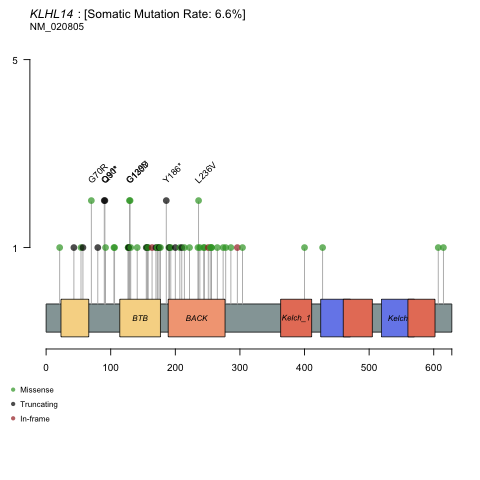 KLHL14 : [Somatic Mutation Rate: 6.6%]
NM_020805
5
G70R
Q90*
Y186*
L236V
1
BTB
BACK
Kelch_1
Kelch
0 100 200 300 400 500 600
Missense
Truncating
In-frame